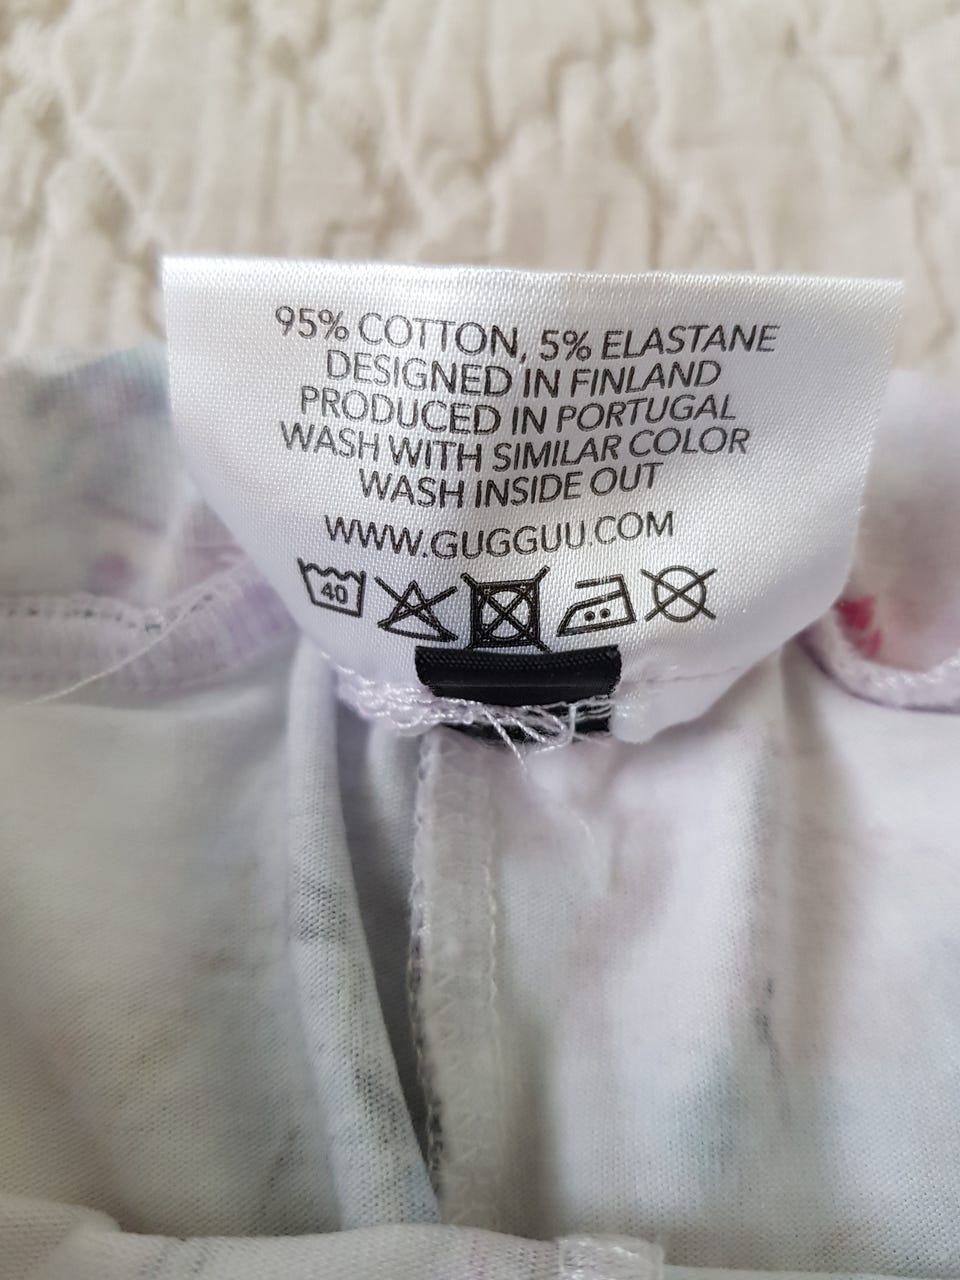 95% COTTON, 5% ELASTANE
DESIGNED IN FINLAND
PRODUCED IN PORTUGAL
WASH WITH SIMILAR COLOR
WASH INSIDE OUT
WWW.GUGGUU.COM
40